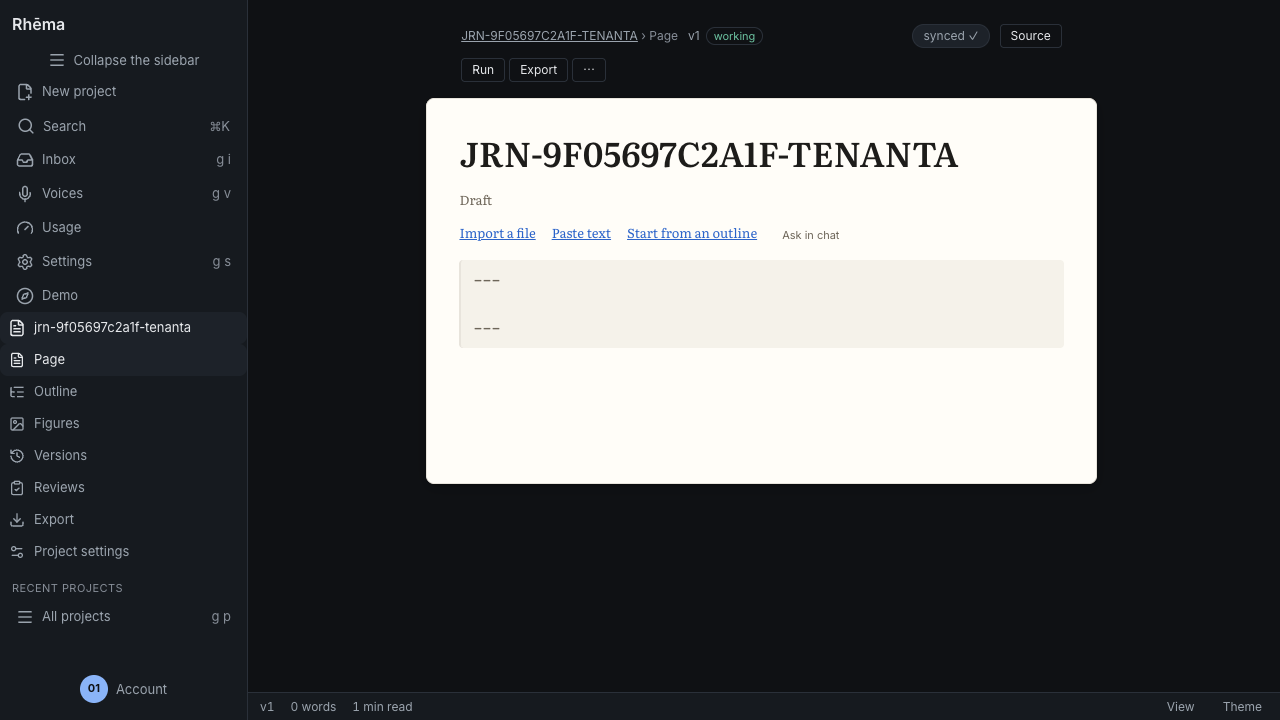 Rhēma
Collapse the sidebar
New project
Search ⌘K
Inbox g i
Voices g v
Usage
Settings g s
Demo
jrn-9f05697c2a1f-tenanta
Page
Outline
Figures
Versions
Reviews
Export
Project settings
RECENT PROJECTS
All projects g p
01 Account
JRN-9F05697C2A1F-TENANTA › Page v1 working synced ✓ Source
Run Export ···
JRN-9F05697C2A1F-TENANTA
Draft
Import a file Paste text Start from an outline Ask in chat
---
---
v1 0 words 1 min read View Theme